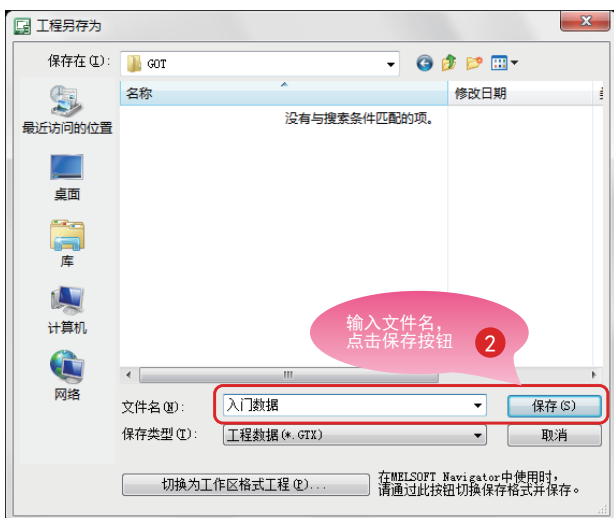 工程另存为
保存在(I):
GOT
名称
修改日期
没有与搜索条件匹配的项。
最近访问的位置
桌面
库
计算机
网络
输入文件名，
点击保存按钮
2
文件名(N):
入门数据
保存(S)
保存类型(T):
工程数据(*.GTX)
取消
切换为工作区格式工程(P)...
在MELSOFT Navigator中使用时，
请通过此按钮切换保存格式并保存。